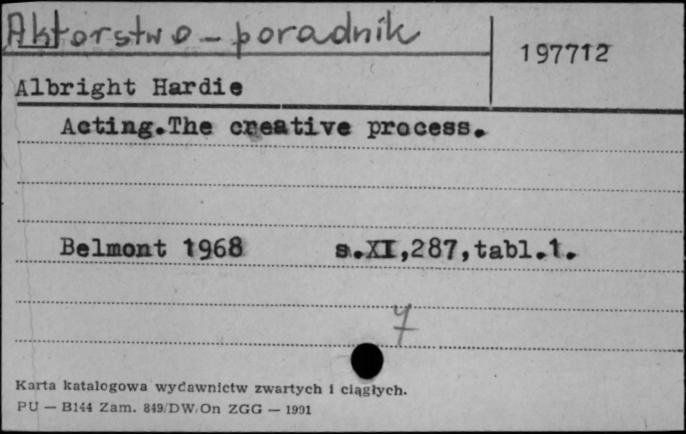 Aktorstwo - poradnik
197712
Albright Hardie
Acting.The creative process.
Belmont 1968 s.XI,287,tabl.1.
7
Karta katalogowa wydawnictw zwartych i ciągłych.
PU — B144 Zam. 849/DW/On ZGG — 1991